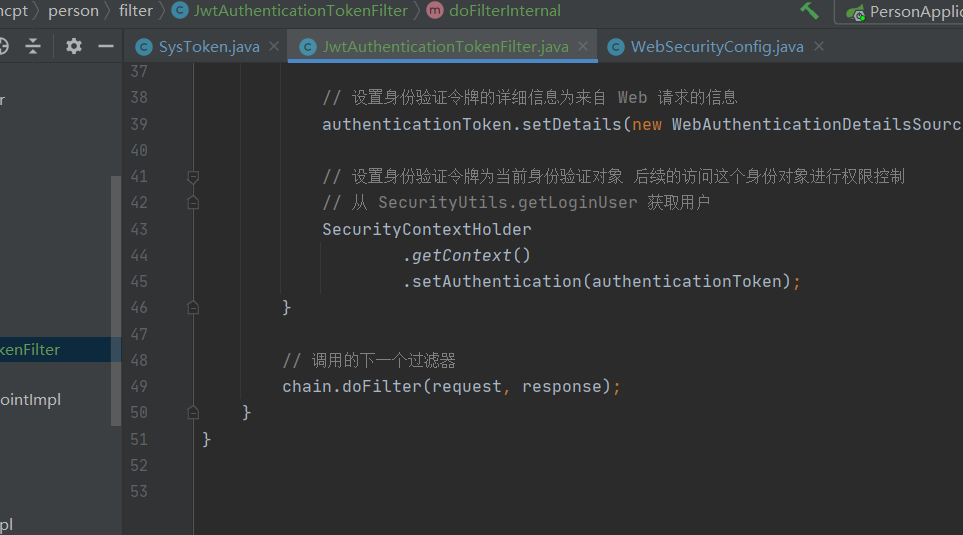 ncpt 〉 person 〉 filter 〉 JwtAuthenticationTokenFilter 〉 m doFilterInternal
PersonApplic
C SysToken.java × C JwtAuthenticationTokenFilter.java × C WebSecurityConfig.java ×
37
38 // 设置身份验证令牌的详细信息为来自 Web 请求的信息
39 authenticationToken.setDetails(new WebAuthenticationDetailsSourc
40
41 // 设置身份验证令牌为当前身份验证对象 后续的访问这个身份对象进行权限控制
42 // 从 SecurityUtils.getLoginUser 获取用户
43 SecurityContextHolder
44 .getContext()
45 .setAuthentication(authenticationToken);
46 }
47
48 // 调用的下一个过滤器
49 chain.doFilter(request, response);
50 }
51 }
52
53
r
kenFilter
ointImpl
pl